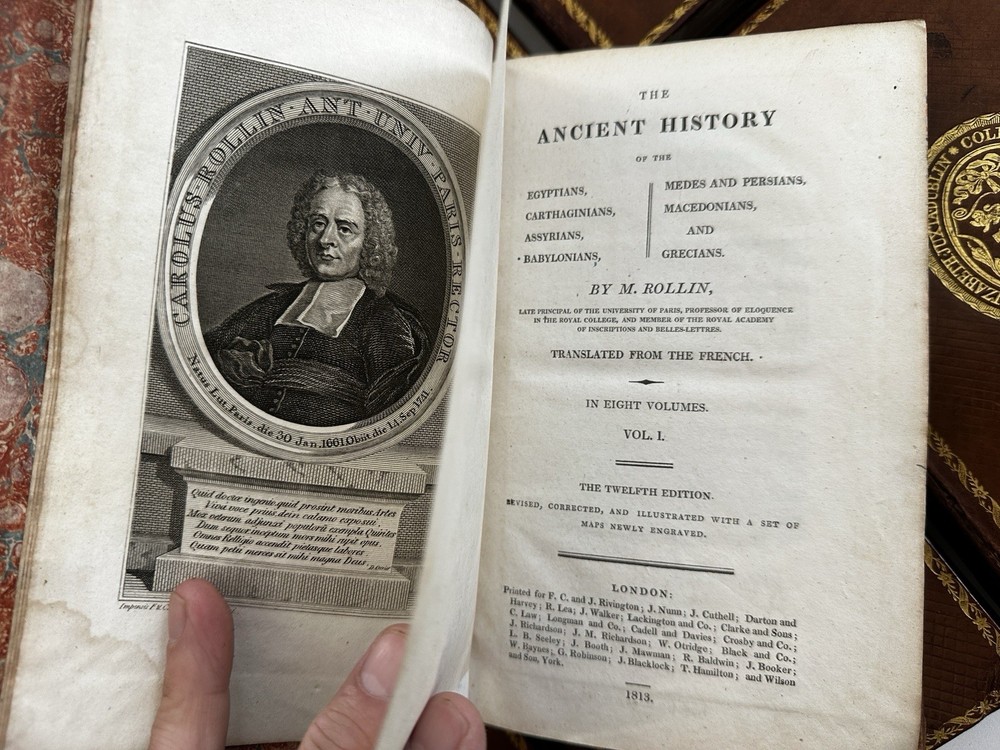 CAROLUS ROLLIN · ANT · UNIV · PARIS · RECTOR
Natus Lut. Paris. die 30 Jan. 1661. Obiit die 14. Sep 1741.
Quid doctæ ingenio, quid prosint moribus Artes
Viva voce prius, dein calamo exposui.
Mox veterum adjunxi populorū exempla Quirites
Dum sequor inceptum mors mihi rupit opus.
Omnes Relligio accendit pielasque labores
Quam petii merces sit mihi magna Deus.
THE
ANCIENT HISTORY
OF THE
EGYPTIANS,
CARTHAGINIANS,
ASSYRIANS,
BABYLONIANS,
MEDES AND PERSIANS,
MACEDONIANS,
AND
GRECIANS.
BY M. ROLLIN,
LATE PRINCIPAL OF THE UNIVERSITY OF PARIS, PROFESSOR OF ELOQUENCE
IN THE ROYAL COLLEGE, AND MEMBER OF THE ROYAL ACADEMY
OF INSCRIPTIONS AND BELLES-LETTRES.
TRANSLATED FROM THE FRENCH.
IN EIGHT VOLUMES.
VOL. I.
THE TWELFTH EDITION.
REVISED, CORRECTED, AND ILLUSTRATED WITH A SET OF
MAPS NEWLY ENGRAVED.
LONDON:
Printed for F. C. and J. Rivington; J. Nunn; J. Cuthell; Darton and
Harvey; R. Lea; J. Walker; Lackington and Co.; Clarke and Sons;
C. Law; Longman and Co.; Cadell and Davies; Crosby and Co.;
J. Richardson; J. M. Richardson; W. Otridge; Black and Co.;
L. B. Seeley; J. Booth; J. Mawman; R. Baldwin; J. Booker;
W. Baynes; G. Robinson; J. Blacklock; T. Hamilton; and Wilson
and Son, York.
1813.